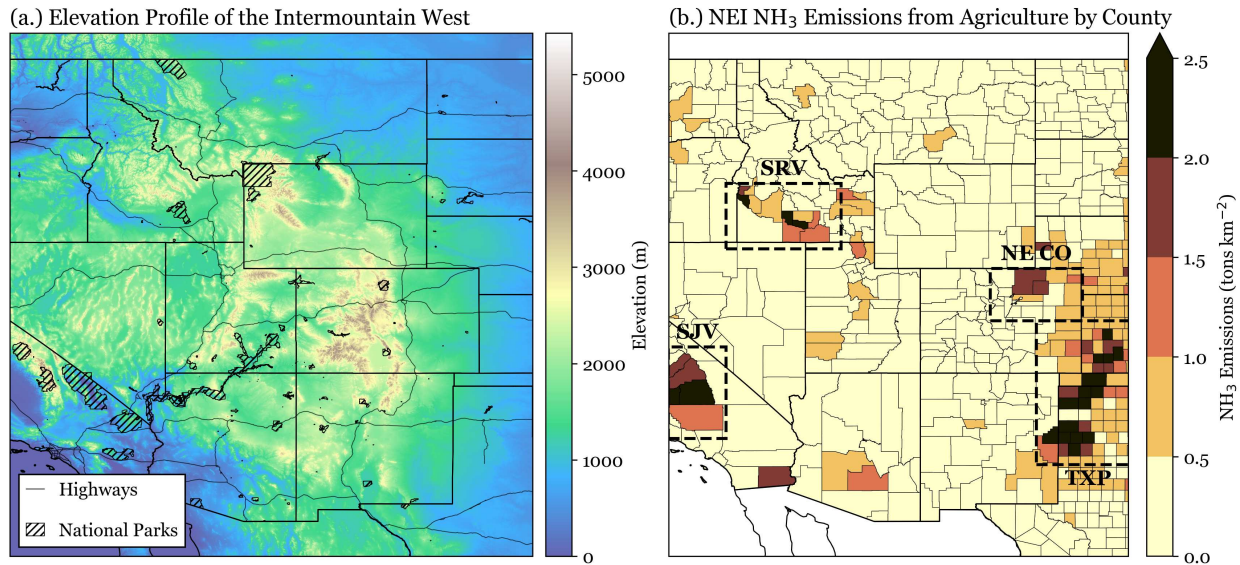 (a.) Elevation Profile of the Intermountain West
5000
4000
3000
2000
1000
0
Elevation (m)
Highways
National Parks
(b.) NEI NH₃ Emissions from Agriculture by County
SRV
NE CO
SJV
TXP
2.5
2.0
1.5
1.0
0.5
0.0
NH₃ Emissions (tons km⁻²)